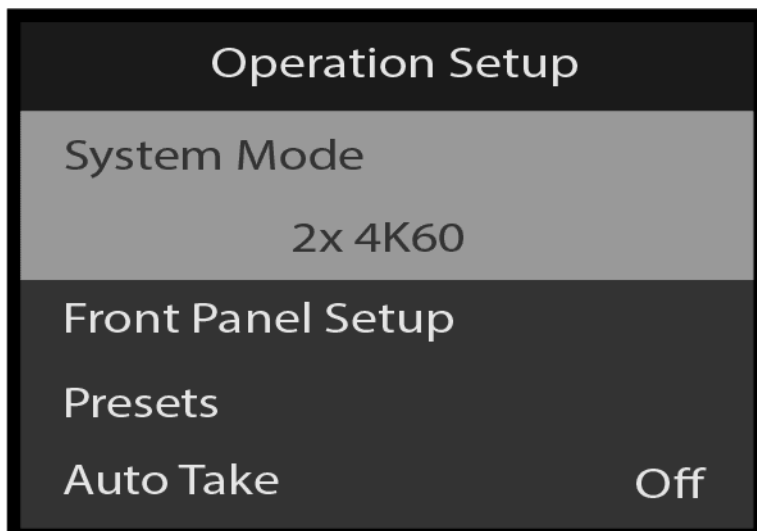 Operation Setup
System Mode
2x 4K60
Front Panel Setup
Presets
Auto Take Off